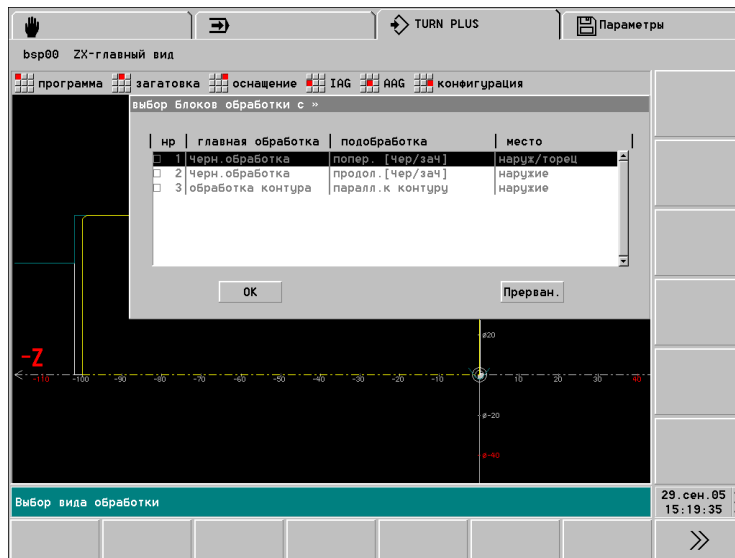 TURN PLUS Параметры
bsp00 ZX-главный вид
программа загатовка оснащение IAG AAG конфигурация
выбор Блоков обработки с »
нр главная обработка подобработка место
1 Черн.обработка попер. [Чер/зач] наруж/торец
2 Черн.обработка продол.[Чер/зач] наружие
3 обработка контура паралл.к контуру наружие
OK Прерван.
ø20
-Z
-110 -100 -90 -80 -70 -60 -50 -40 -30 -20 -10 10 20 30 40
ø-20
ø-40
Выбор вида обработки
29.сен.05
15:19:35